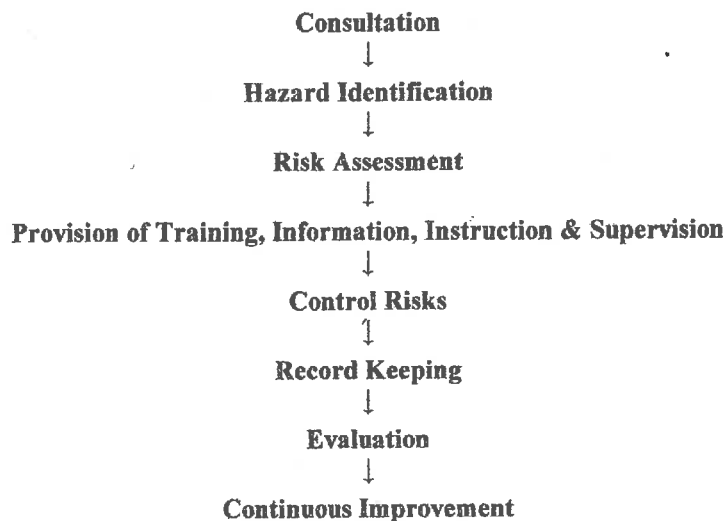 Consultation
↓
Hazard Identification
↓
Risk Assessment
↓
Provision of Training, Information, Instruction & Supervision
↓
Control Risks
↓
Record Keeping
↓
Evaluation
↓
Continuous Improvement